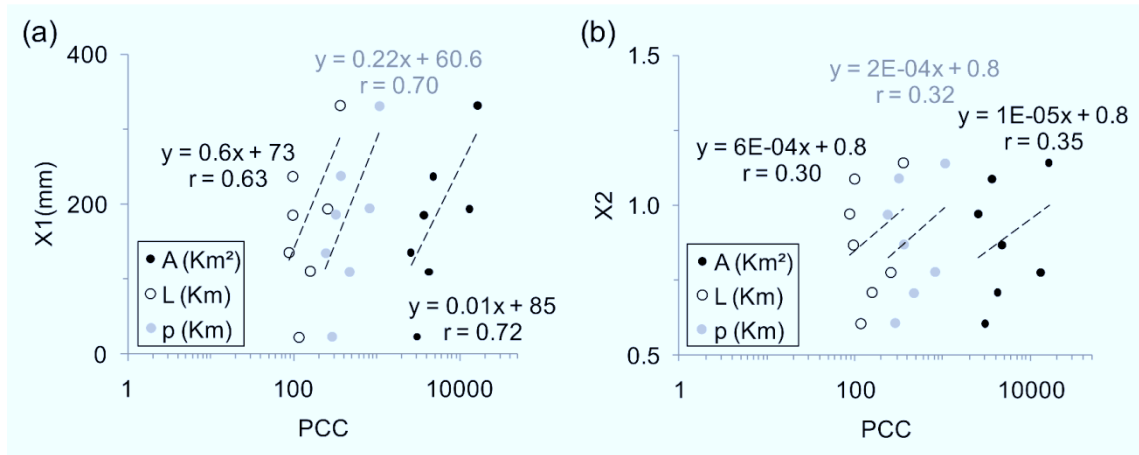 (a)
400
200
0
X1(mm)
y = 0.22x + 60.6
r = 0.70
y = 0.6x + 73
r = 0.63
A (Km²)
L (Km)
p (Km)
y = 0.01x + 85
r = 0.72
1
100
10000
PCC
(b)
1.5
1.0
0.5
X2
y = 2E-04x + 0.8
r = 0.32
y = 1E-05x + 0.8
r = 0.35
y = 6E-04x + 0.8
r = 0.30
A (Km²)
L (Km)
p (Km)
1
100
10000
PCC